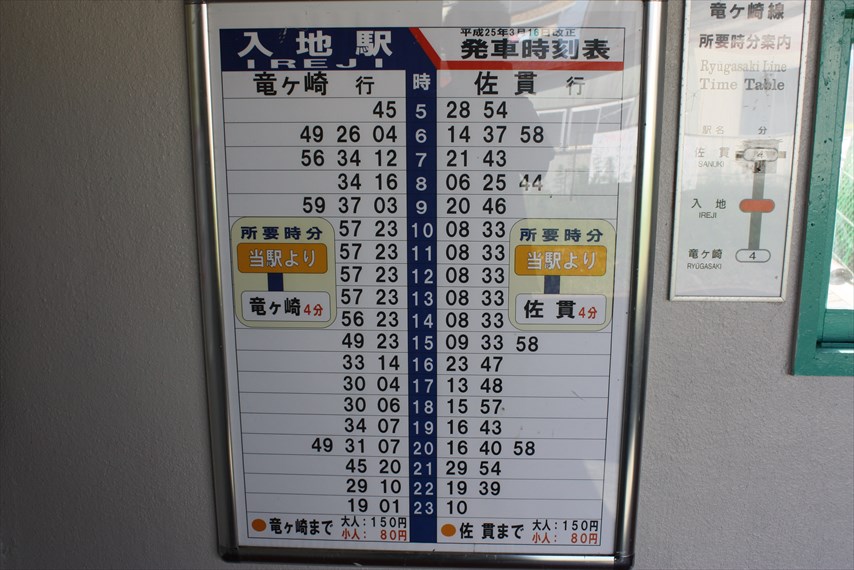 入地駅
IREJI
平成25年3月16日改正
発車時刻表
竜ヶ崎 行 時 佐貫 行
45 5 28 54
49 26 04 6 14 37 58
56 34 12 7 21 43
34 16 8 06 25 44
59 37 03 9 20 46
57 23 10 08 33
57 23 11 08 33
57 23 12 08 33
57 23 13 08 33
56 23 14 08 33
49 23 15 09 33 58
33 14 16 23 47
30 04 17 13 48
30 06 18 15 57
34 07 19 16 43
49 31 07 20 16 40 58
45 20 21 29 54
29 10 22 19 39
19 01 23 10
所要時分
当駅より
竜ヶ崎 4分
所要時分
当駅より
佐貫 4分
●竜ヶ崎まで 大人:150円
小人: 80円
●佐貫まで 大人:150円
小人: 80円
竜ヶ崎線
所要時分案内
Ryugasaki Line
Time Table
駅名 分
佐貫
SANUKI
入地
IREJI
竜ヶ崎 4
RYŪGASAKI